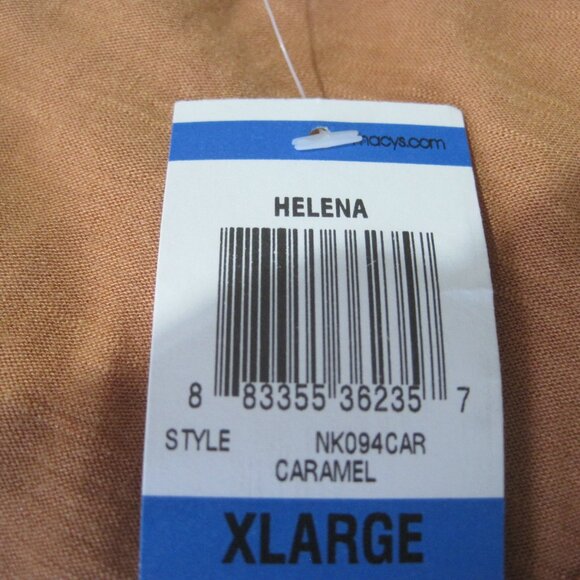 macys.com
HELENA
8 83355 36235 7
STYLE NK094CAR
CARAMEL
XLARGE